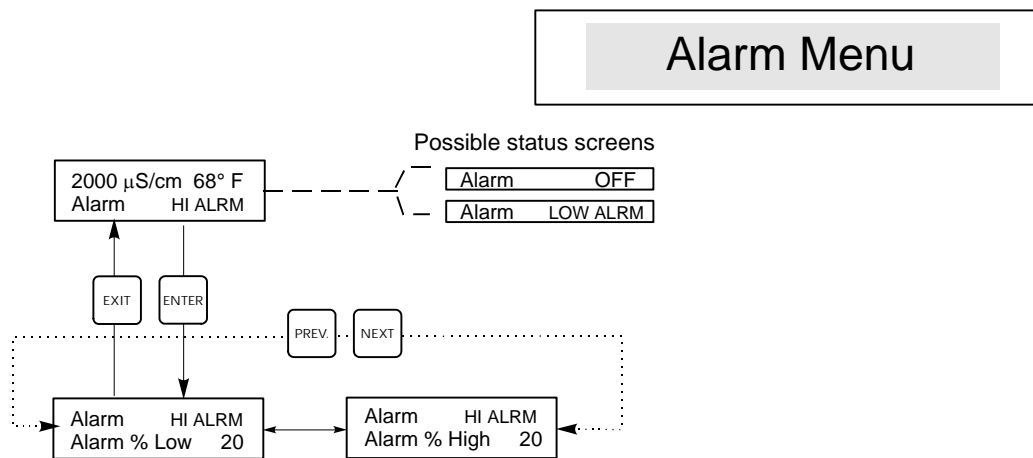 Alarm Menu
Possible status screens
2000 µS/cm 68° F
Alarm HI ALRM
Alarm OFF
Alarm LOW ALRM
EXIT
ENTER
PREV.
NEXT
Alarm HI ALRM
Alarm % Low 20
Alarm HI ALRM
Alarm % High 20